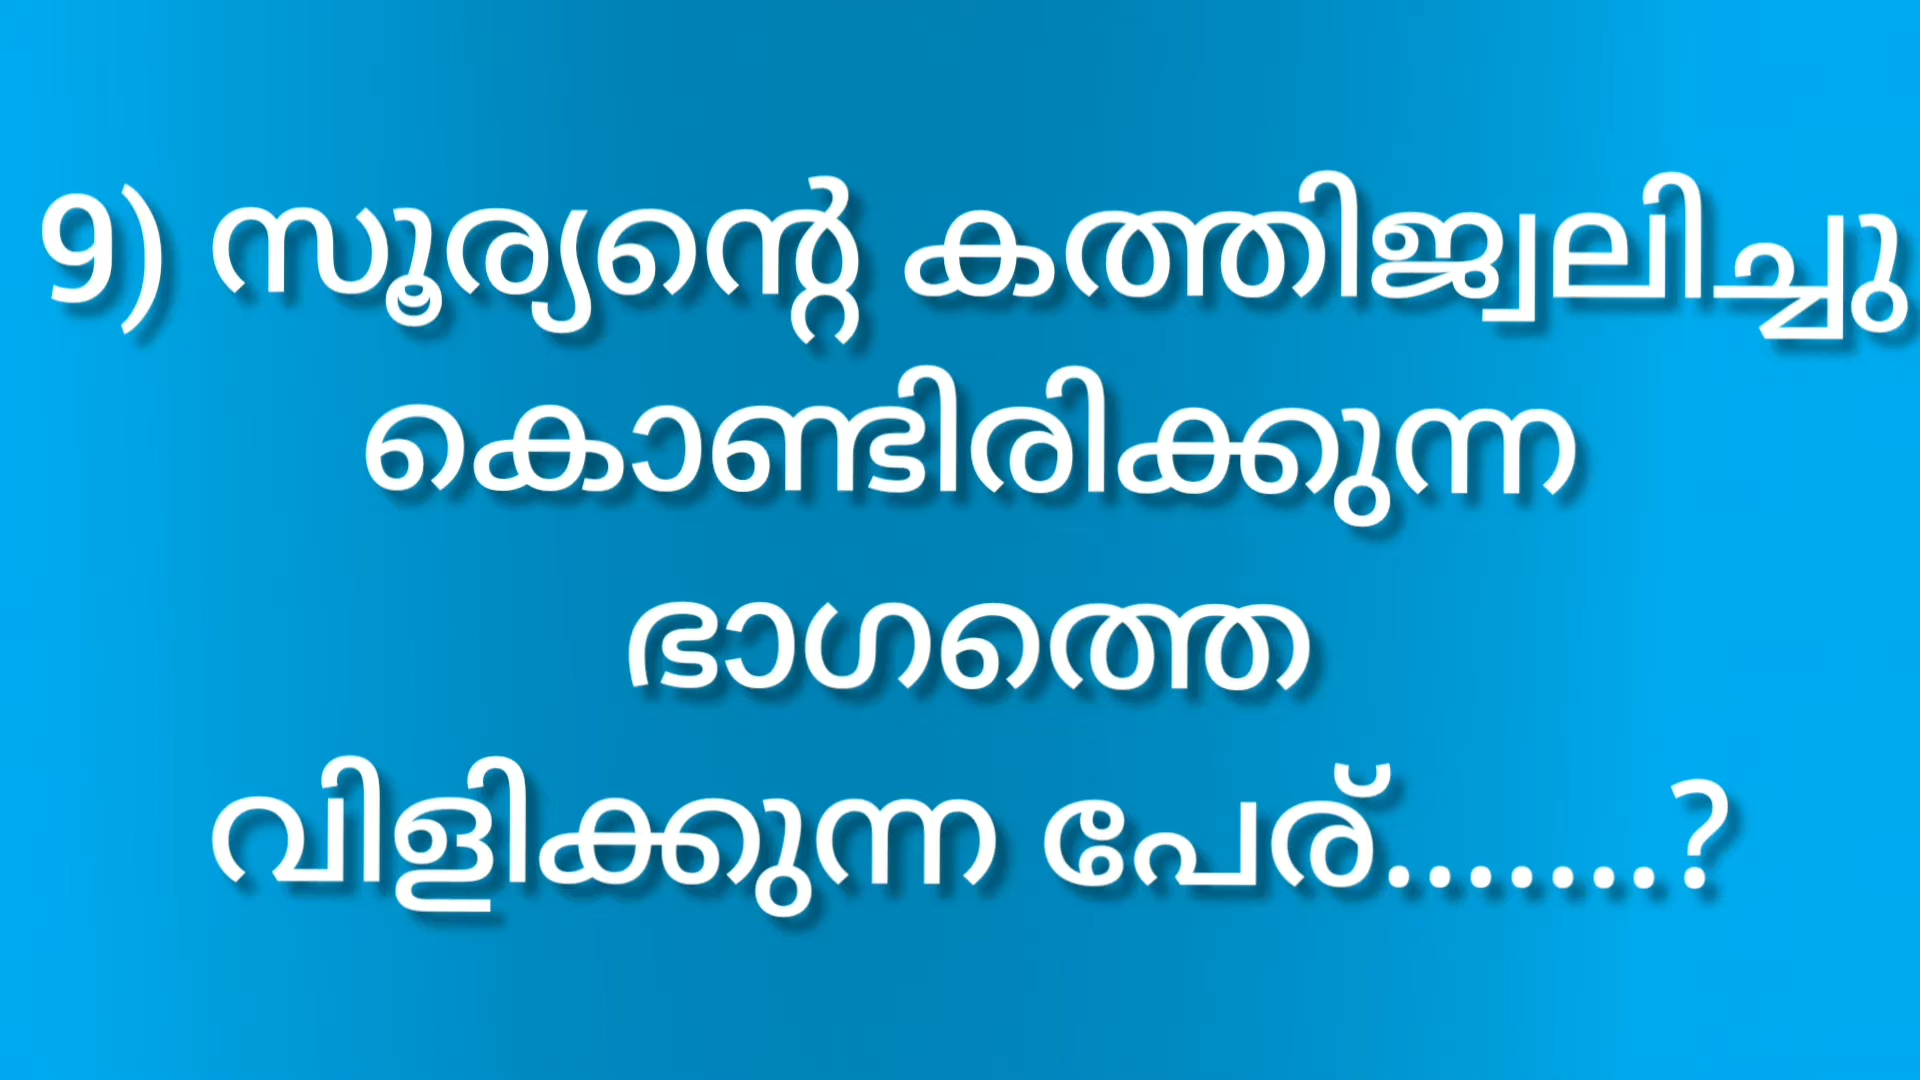 9) സൂര്യന്റെ കത്തിജ്വലിച്ചു
കൊണ്ടിരിക്കുന്ന
ഭാഗത്തെ
വിളിക്കുന്ന പേര്.......?